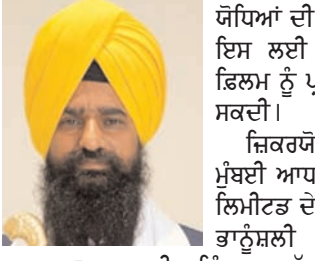 ਯੋਧਿਆਂ ਦੀ
ਇਸ ਲਈ
ਫ਼ਿਲਮ ਨੂੰ
ਸਕਦੀ।
ਜ਼ਿਕਰਯੋ
ਮੁੰਬਈ ਆਧ
ਲਿਮੀਟਡ ਦੇ
ਭਾਨੂੰਸ਼ਲੀ